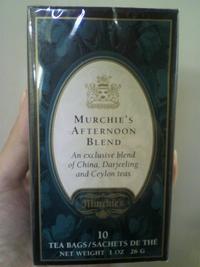 MURCHIE'S
AFTERNOON
BLEND
An exclusive blend
of China, Darjeeling
and Ceylon teas
Murchie's
10
TEA BAGS/SACHETS DE THÉ
NET WEIGHT 1 OZ 26 G